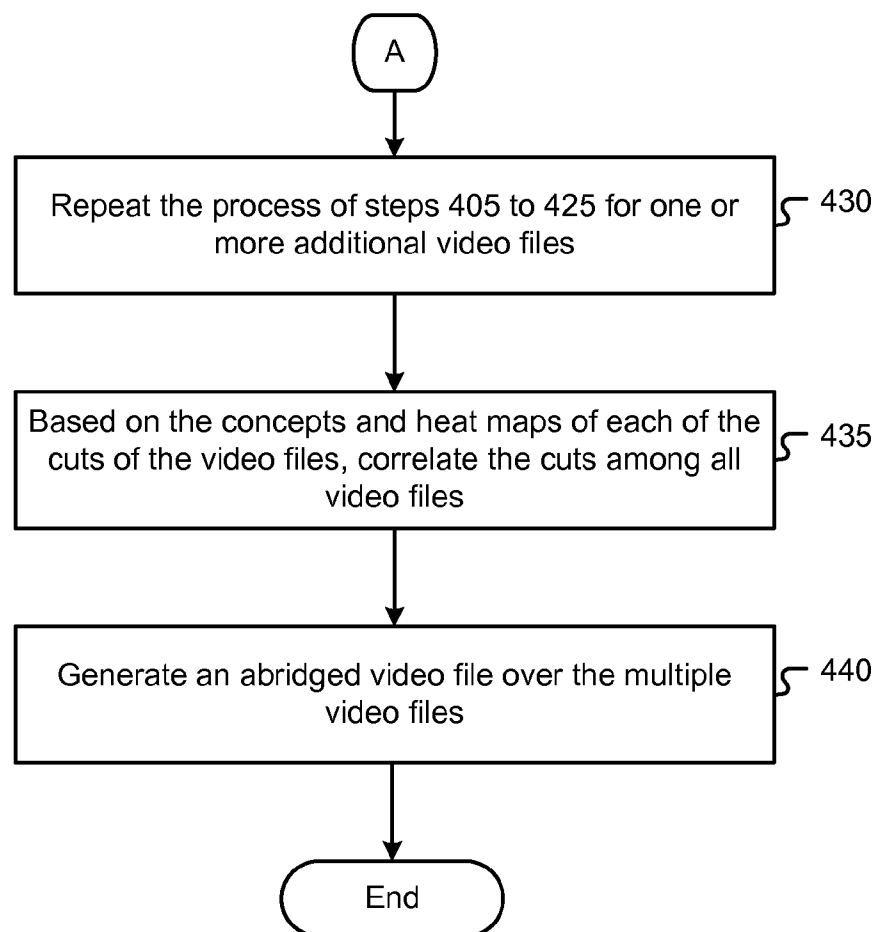 A
Repeat the process of steps 405 to 425 for one or
more additional video files
430
Based on the concepts and heat maps of each of the
cuts of the video files, correlate the cuts among all
video files
435
Generate an abridged video file over the multiple
video files
440
End